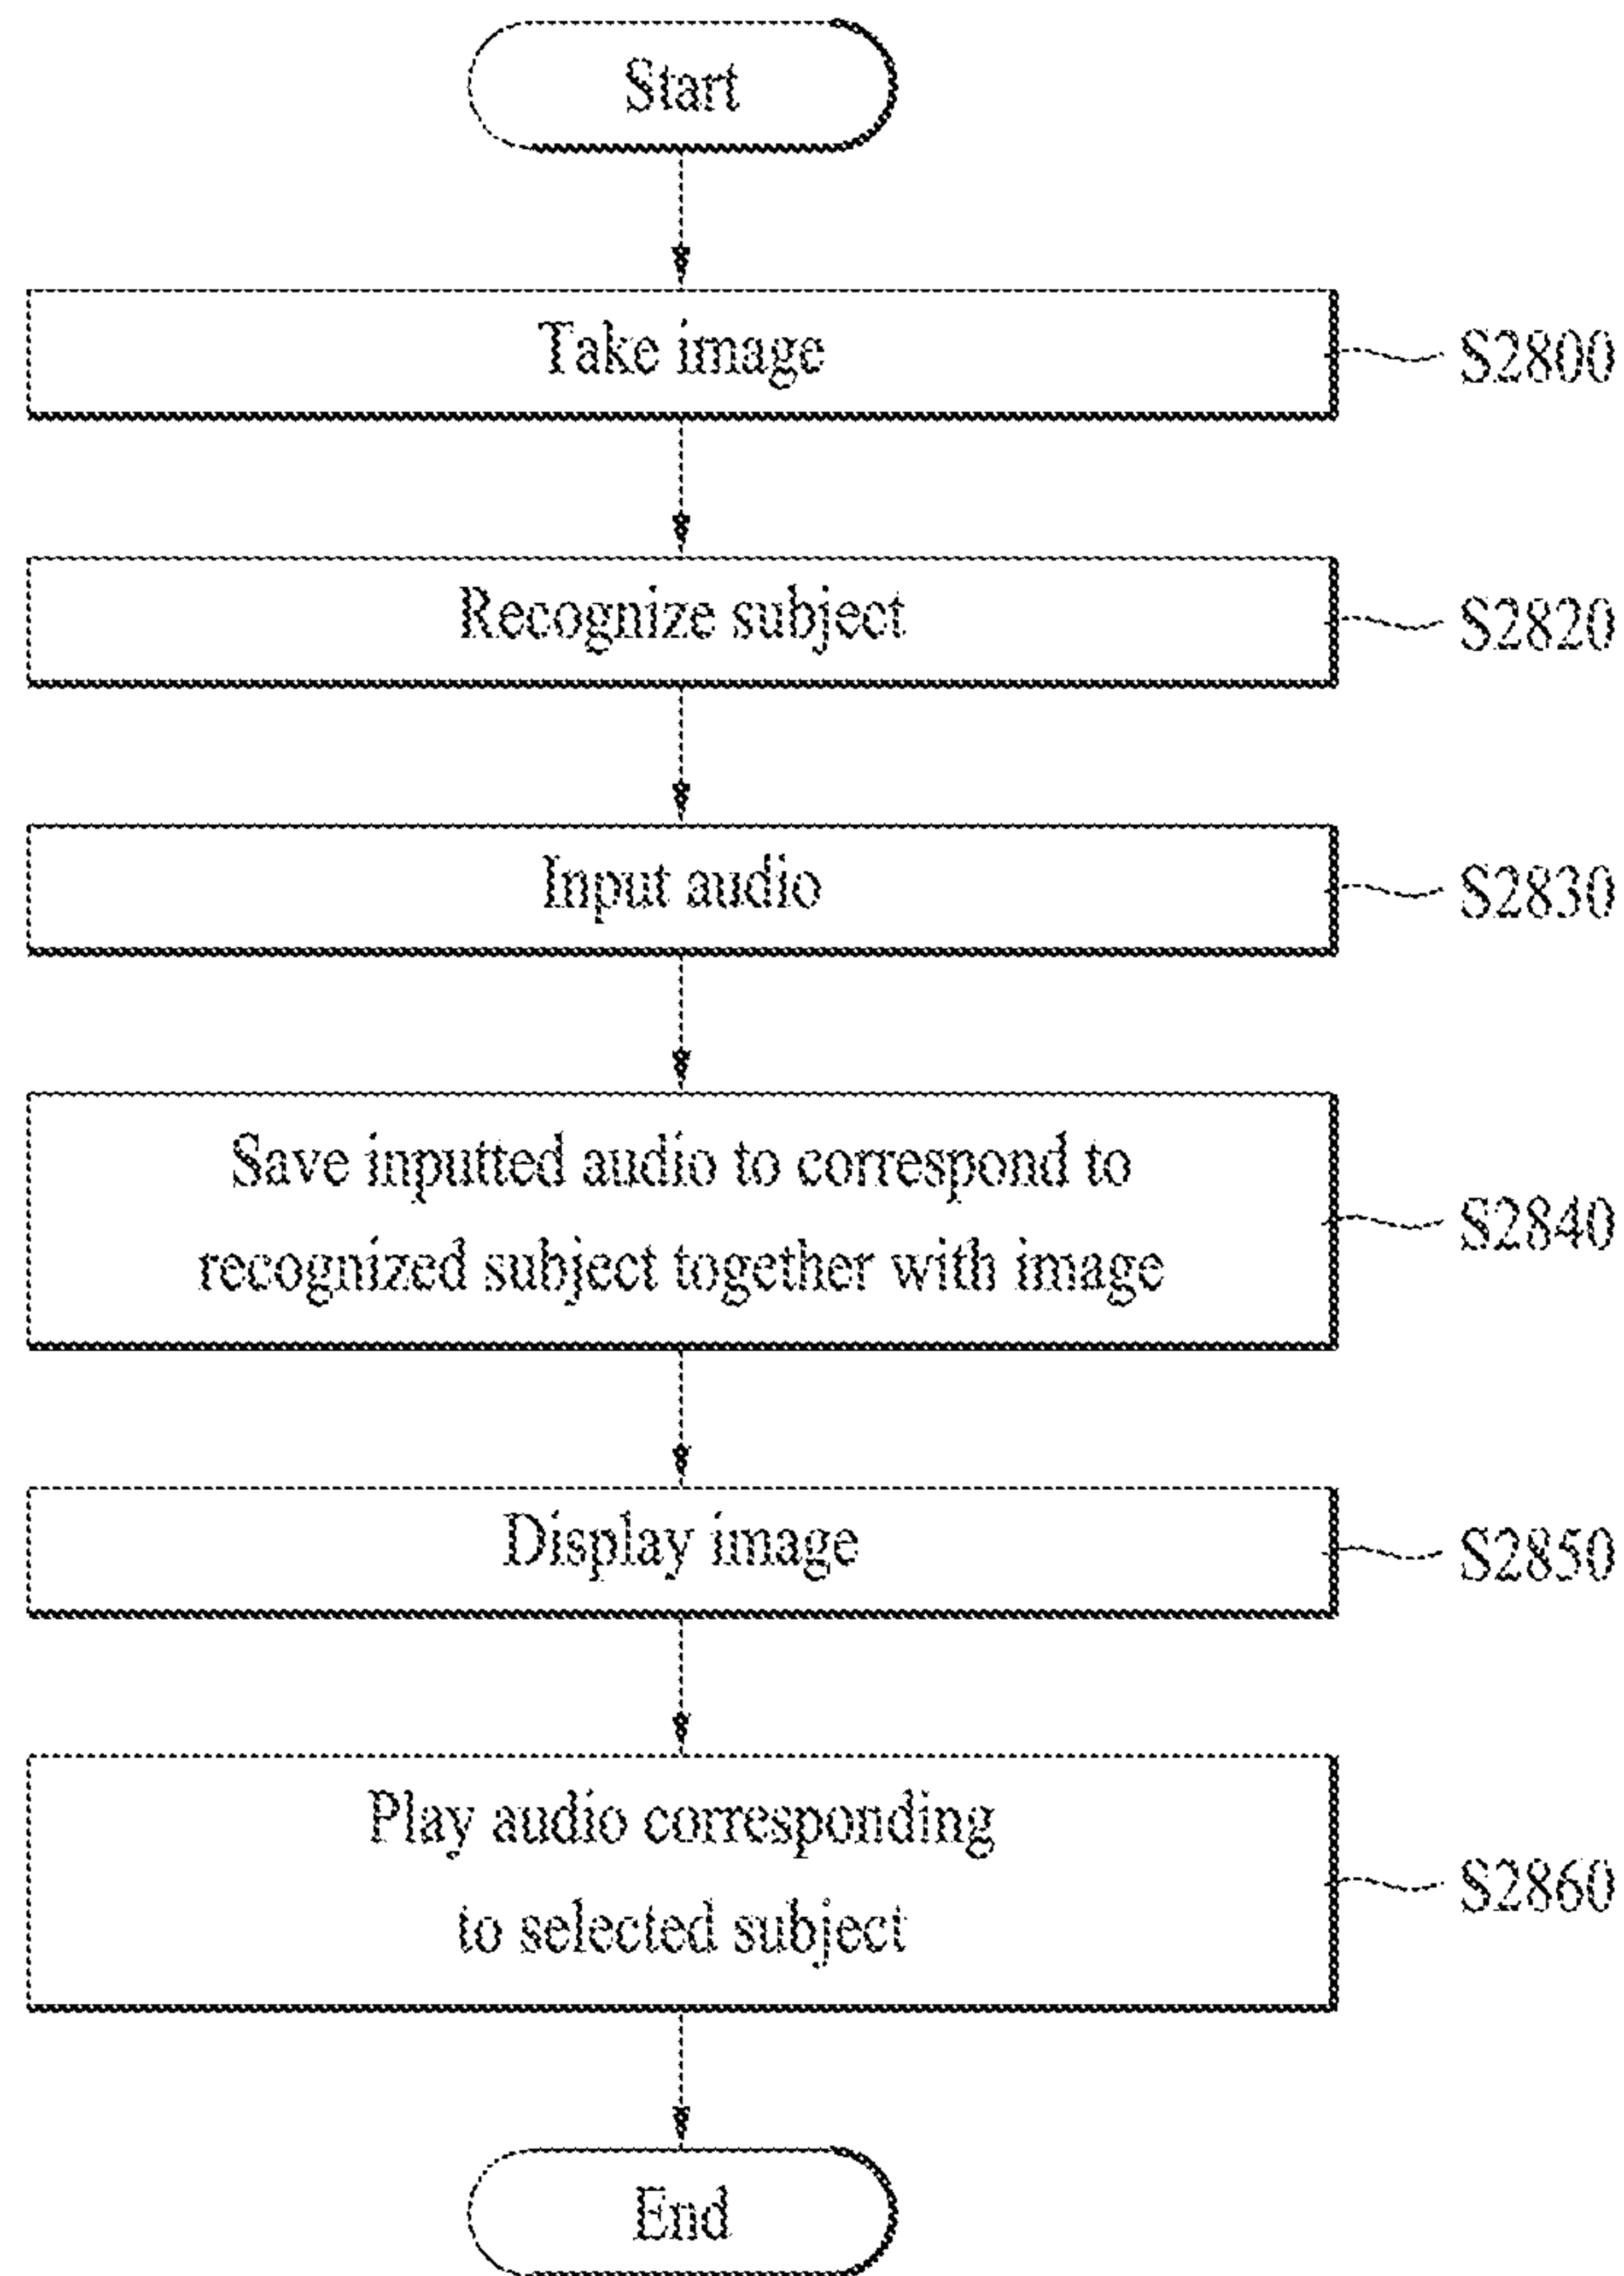 Start
Take image
S2800
Recognize subject
S2820
Input audio
S2830
Save inputted audio to correspond to
recognized subject together with image
S2840
Display image
S2850
Play audio corresponding
to selected subject
S2860
End